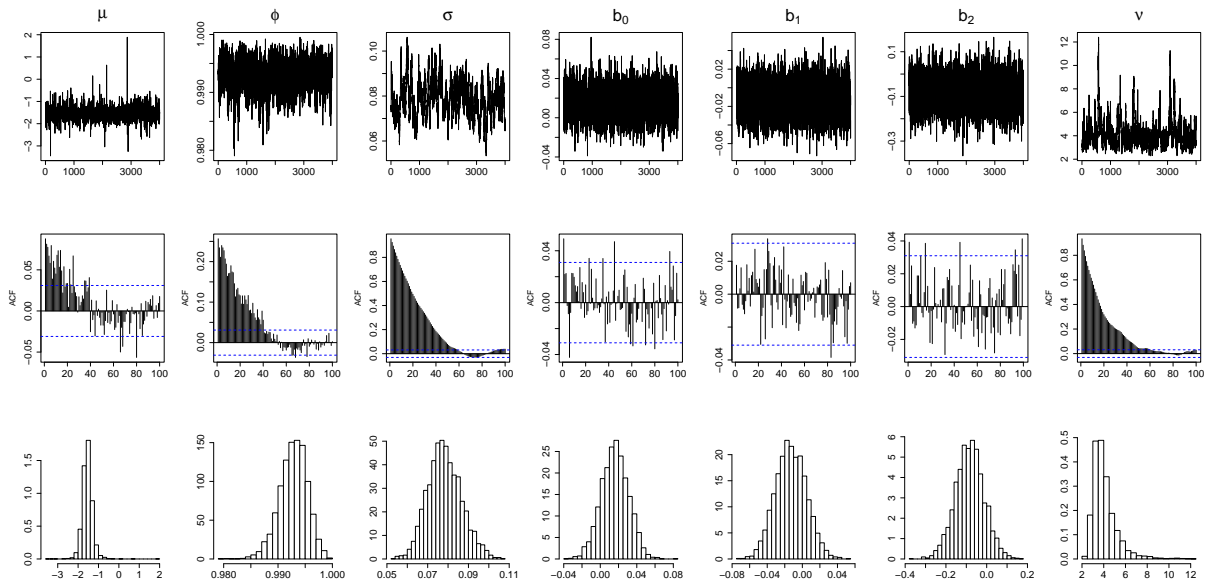 μ ϕ σ b0 b1 b2 ν
−3 −2 −1 0 1 2
0 1000 3000
0.980 0.990 1.000
0 1000 3000
0.06 0.08 0.10
0 1000 3000
−0.04 0.00 0.04 0.08
0 1000 3000
−0.06 −0.02 0.02
0 1000 3000
−0.3 −0.1 0.1
0 1000 3000
2 4 6 8 10 12
0 1000 3000
ACF
−0.05 0.00 0.05
0 20 40 60 80 100
ACF
0.00 0.10 0.20
0 20 40 60 80 100
ACF
0.0 0.2 0.4 0.6 0.8
0 20 40 60 80 100
ACF
−0.04 0.00 0.04
0 20 40 60 80 100
ACF
−0.04 0.00 0.02
0 20 40 60 80 100
ACF
−0.04 −0.02 0.00 0.02 0.04
0 20 40 60 80 100
ACF
0.0 0.2 0.4 0.6 0.8
0 20 40 60 80 100
0.0 0.5 1.0 1.5
−3 −2 −1 0 1 2
0 50 100 150
0.980 0.990 1.000
0 10 20 30 40 50
0.05 0.07 0.09 0.11
0 5 10 15 20 25
−0.04 0.00 0.04 0.08
0 5 10 15 20
−0.08 −0.04 0.00 0.04
0 1 2 3 4 5 6
−0.4 −0.2 0.0 0.2
0.0 0.1 0.2 0.3 0.4 0.5
2 4 6 8 10 12